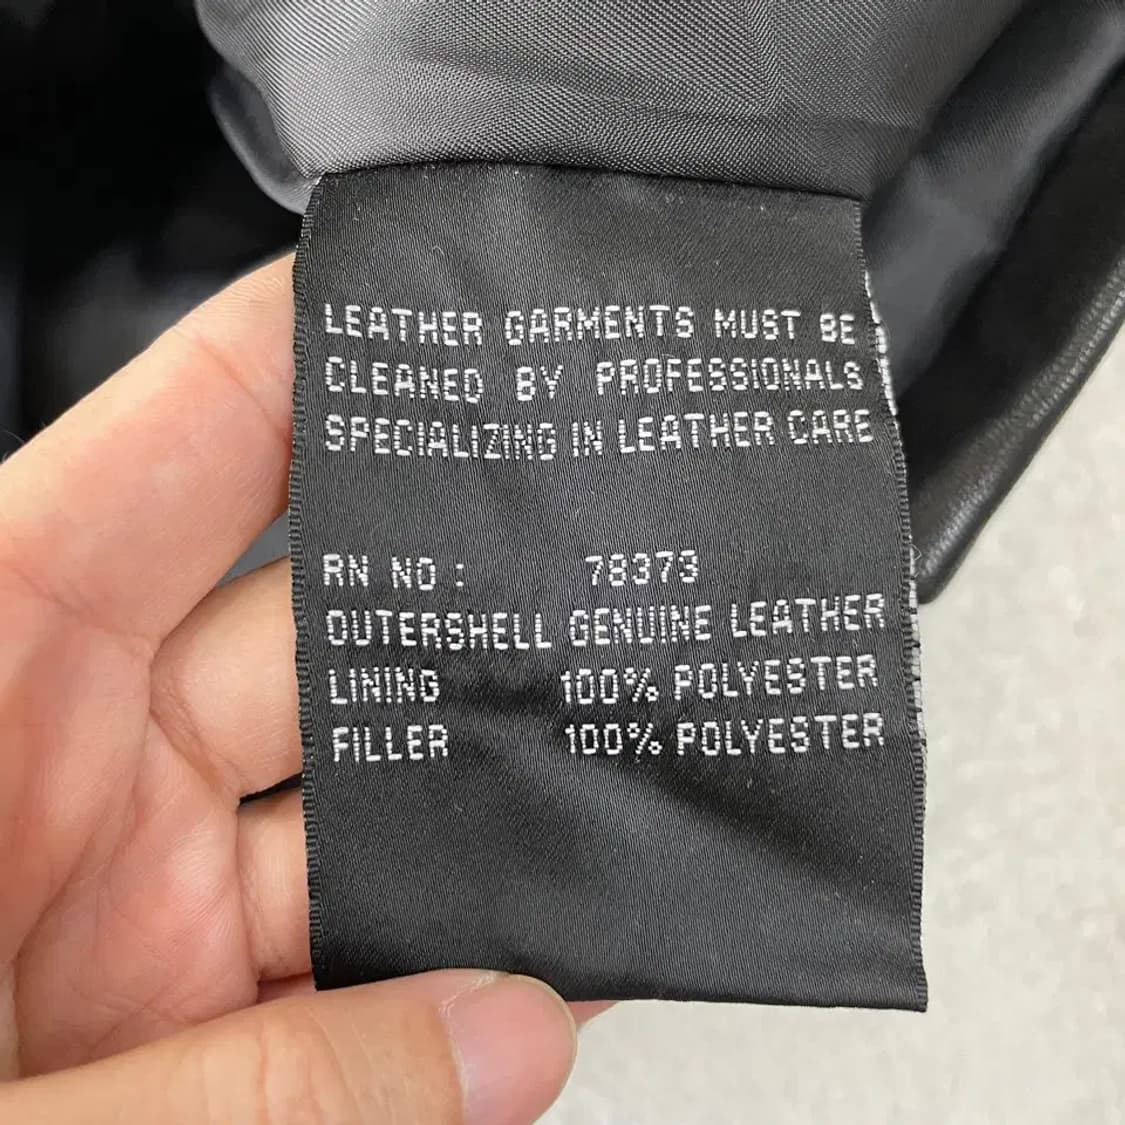 LEATHER GARMENTS MUST BE
CLEANED BY PROFESSIONALS
SPECIALIZING IN LEATHER CARE
RN NO : 78373
OUTERSHELL GENUINE LEATHER
LINING 100% POLYESTER
FILLER 100% POLYESTER